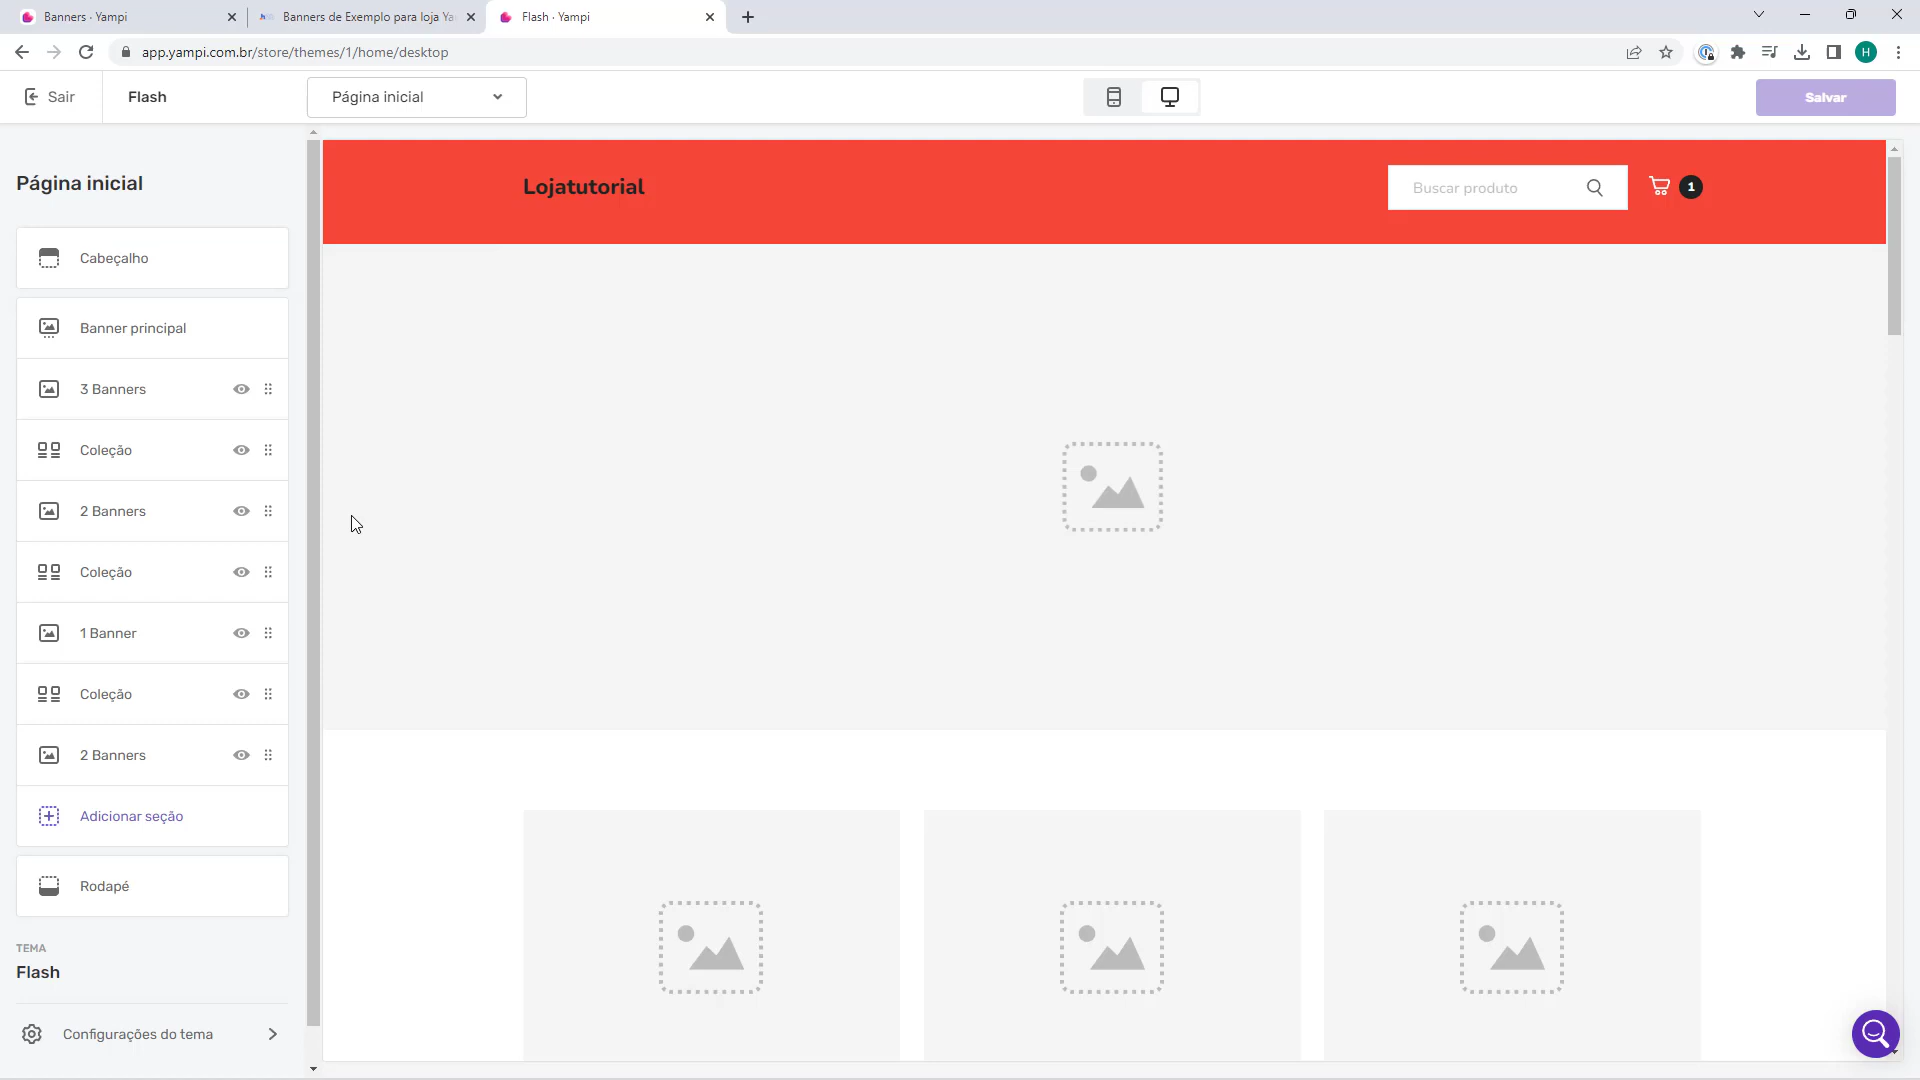 Banners · Yampi
Banners de Exemplo para loja Ya
Flash · Yampi
app.yampi.com.br/store/themes/1/home/desktop
H
Sair
Flash
Página inicial
Salvar
Página inicial
Cabeçalho
Banner principal
3 Banners
Coleção
2 Banners
Coleção
1 Banner
Coleção
2 Banners
Adicionar seção
Rodapé
TEMA
Flash
Configurações do tema
Lojatutorial
Buscar produto
1